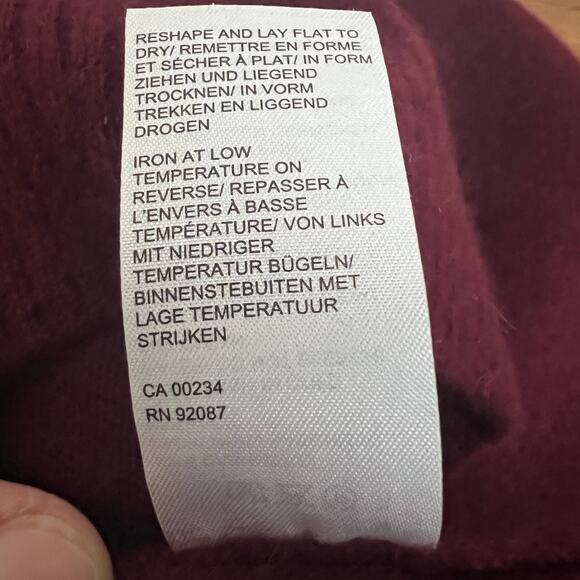 RESHAPE AND LAY FLAT TO
DRY/ REMETTRE EN FORME
ET SÉCHER À PLAT/ IN FORM
ZIEHEN UND LIEGEND
TROCKNEN/ IN VORM
TREKKEN EN LIGGEND
DROGEN
IRON AT LOW
TEMPERATURE ON
REVERSE/ REPASSER À
L'ENVERS À BASSE
TEMPÉRATURE/ VON LINKS
MIT NIEDRIGER
TEMPERATUR BÜGELN/
BINNENSTEBUITEN MET
LAGE TEMPERATUUR
STRIJKEN
CA 00234
RN 92087